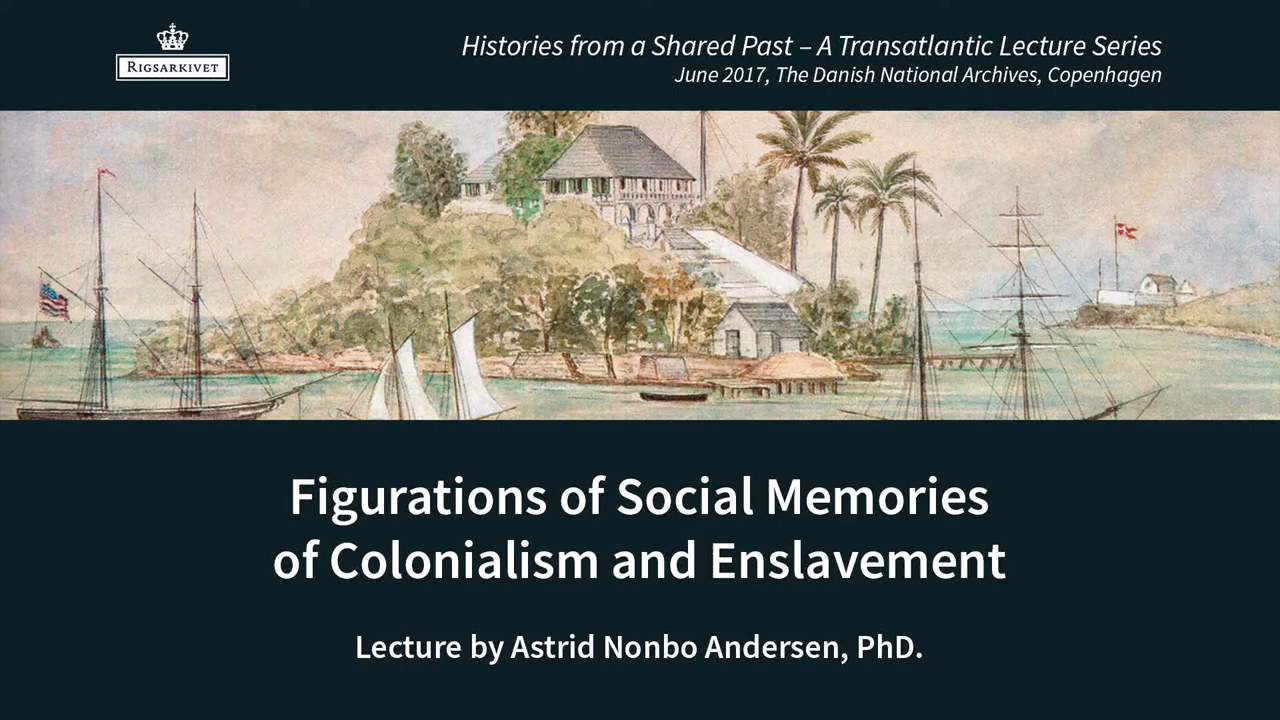 RIGSARKIVET
Histories from a Shared Past – A Transatlantic Lecture Series
June 2017, The Danish National Archives, Copenhagen
Figurations of Social Memories
of Colonialism and Enslavement
Lecture by Astrid Nonbo Andersen, PhD.